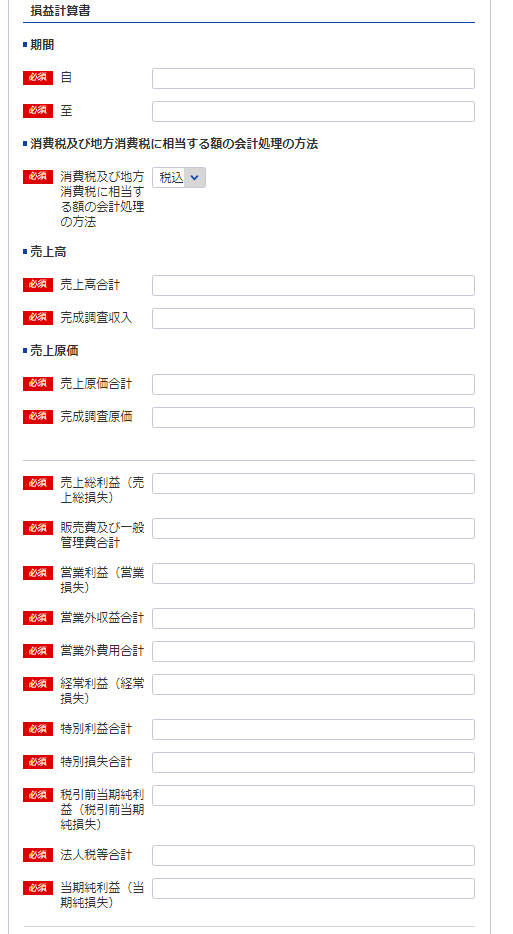 損益計算書
期間
必須 自
必須 至
消費税及び地方消費税に相当する額の会計処理の方法
必須 消費税及び地方
消費税に相当す
る額の会計処理
の方法
税込
売上高
必須 売上高合計
必須 完成調査収入
売上原価
必須 売上原価合計
必須 完成調査原価
必須 売上総利益（売
上総損失）
必須 販売費及び一般
管理費合計
必須 営業利益（営業
損失）
必須 営業外収益合計
必須 営業外費用合計
必須 経常利益（経常
損失）
必須 特別利益合計
必須 特別損失合計
必須 税引前当期純利
益（税引前当期
純損失）
必須 法人税等合計
必須 当期純利益（当
期純損失）